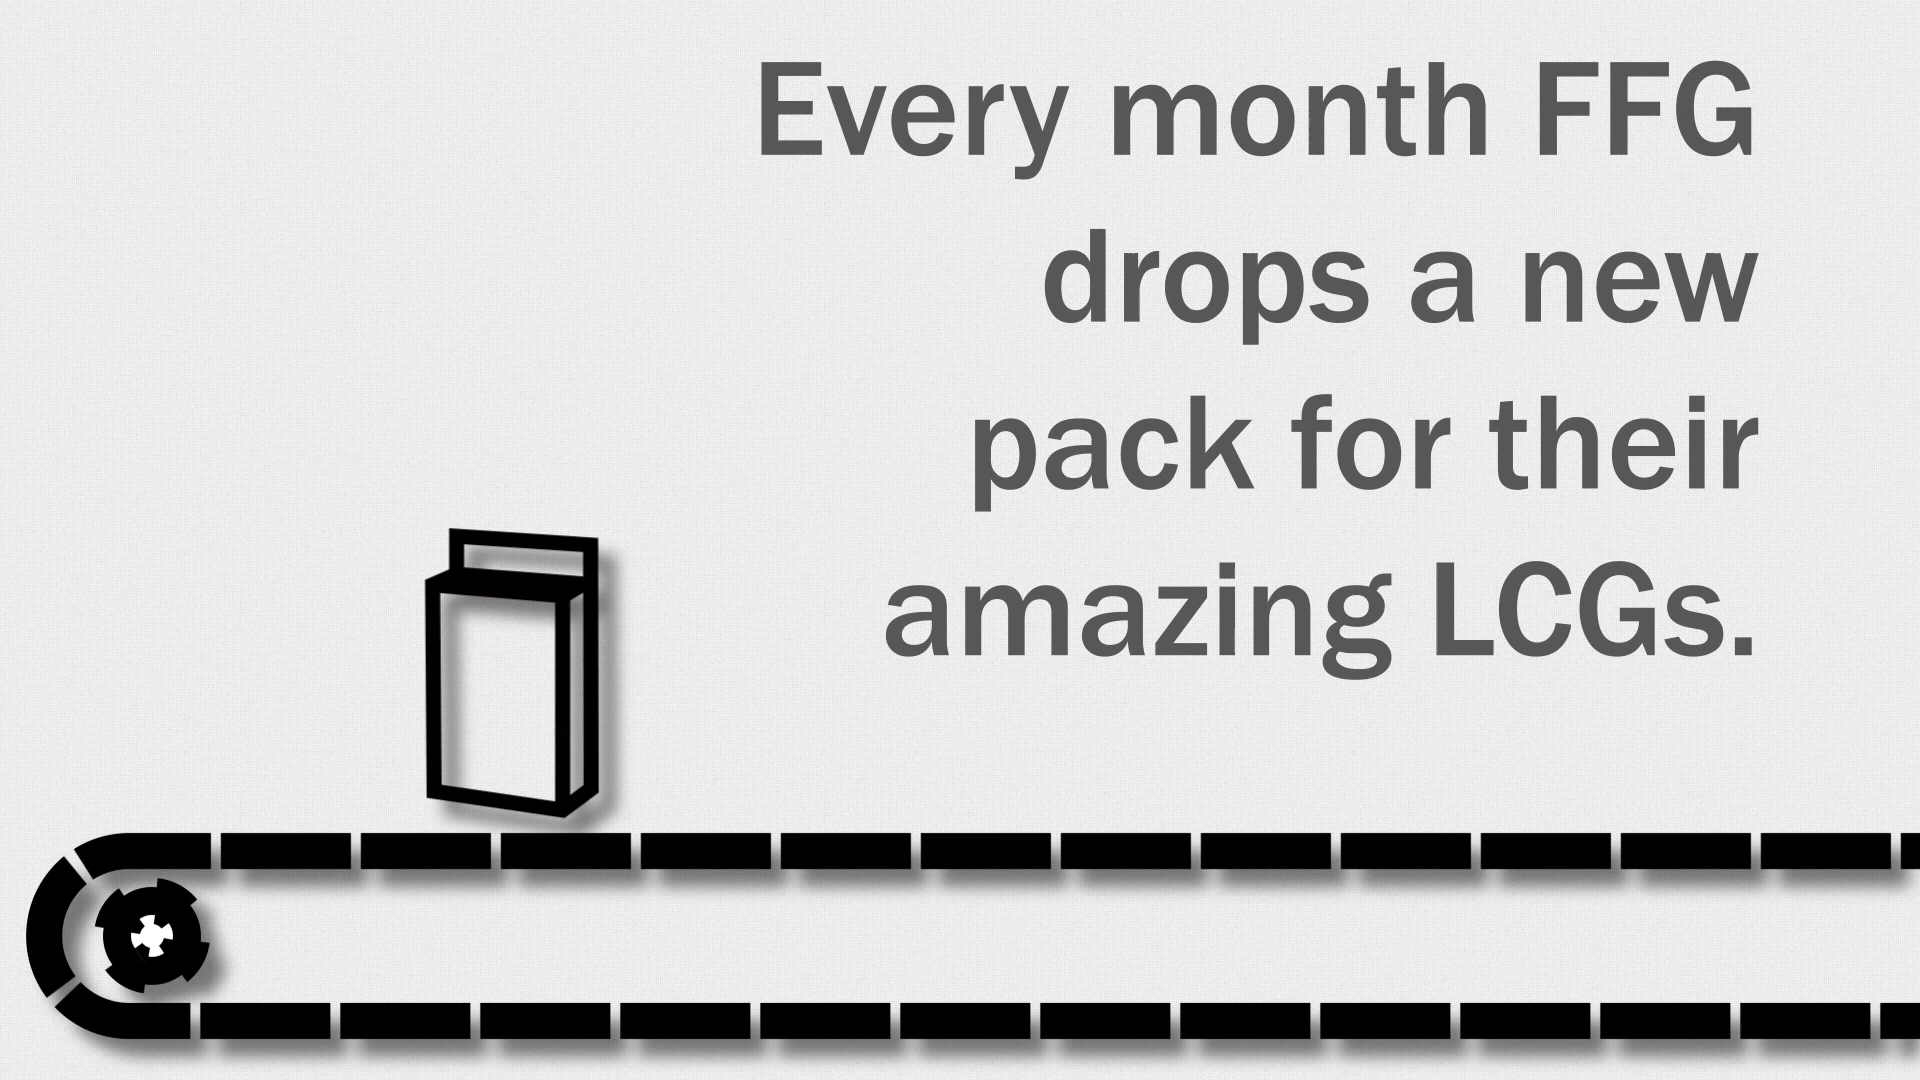 Every month FFG
drops a new
pack for their
amazing LCGs.